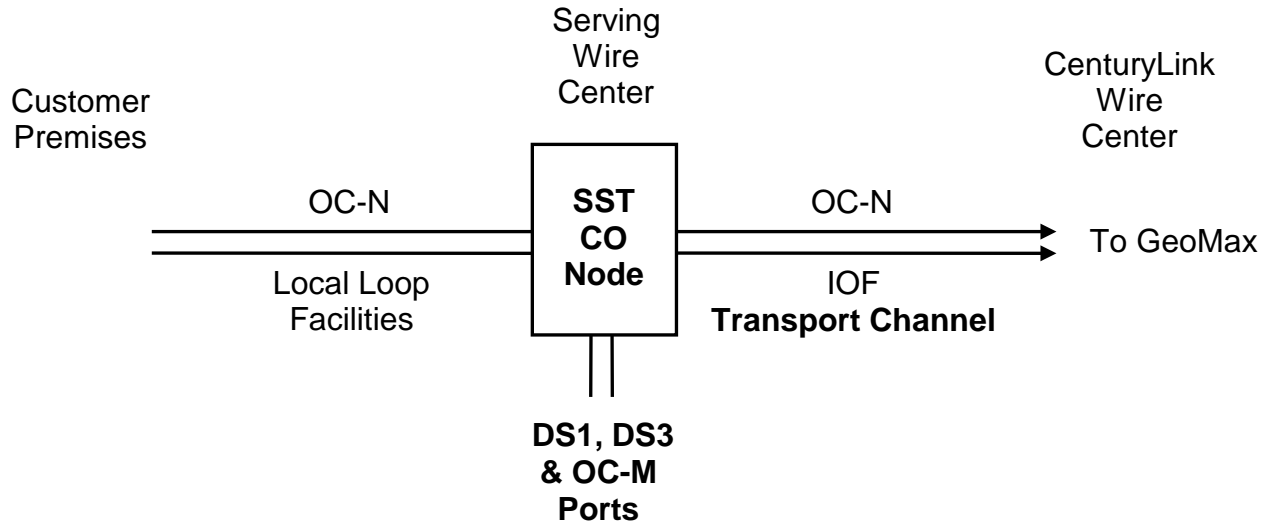 Serving
Wire
Center
CenturyLink
Wire
Center
Customer
Premises
OC-N
SST
CO
Node
OC-N
To GeoMax
Local Loop
Facilities
IOF
Transport Channel
DS1, DS3
& OC-M
Ports